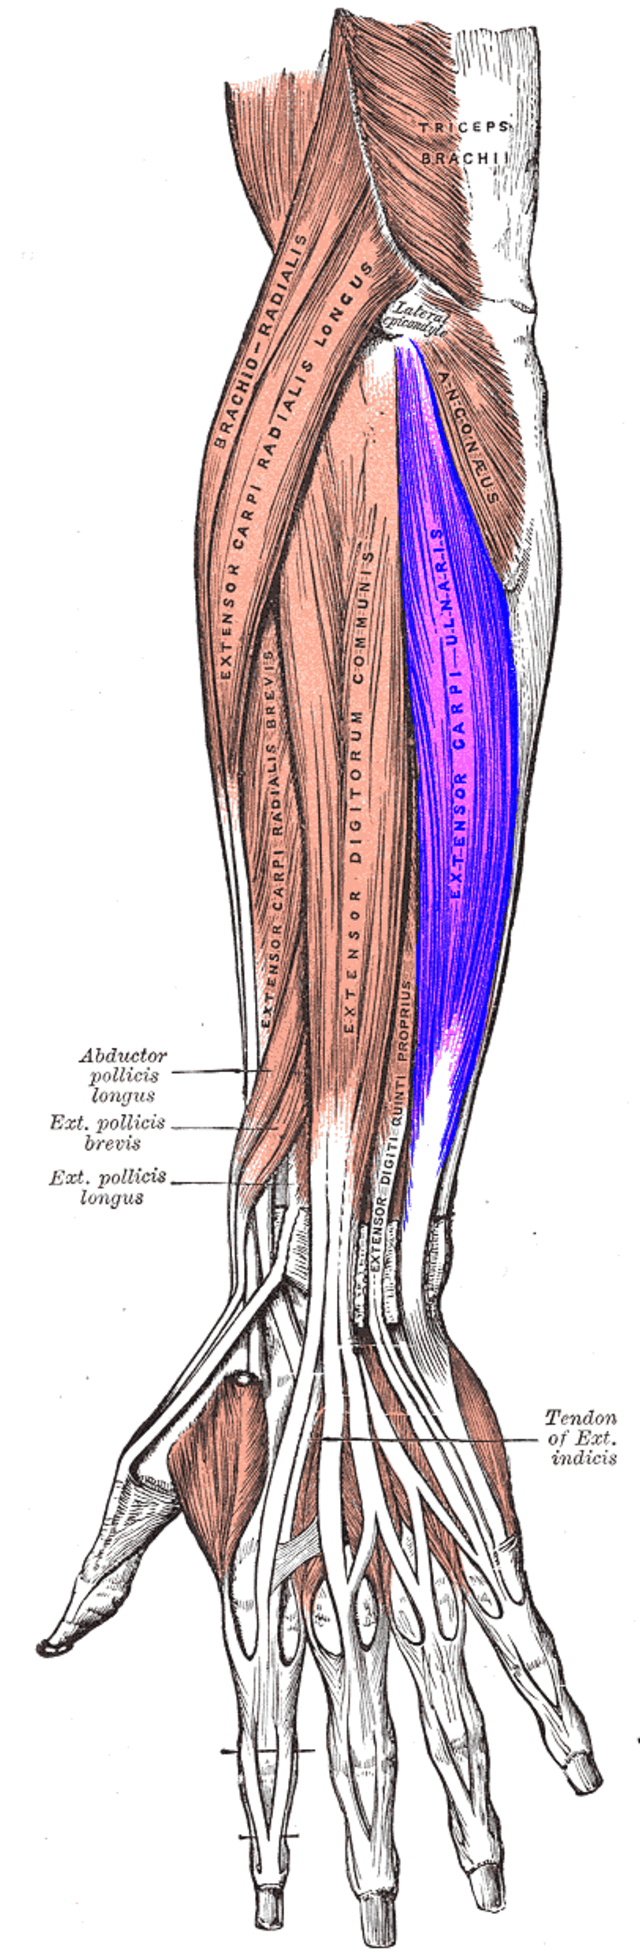 TRICEPS
BRACHII
BRACHIO-RADIALIS
EXTENSOR CARPI RADIALIS LONGUS
Lateral
epicondyle
ANCONÆUS
EXTENSOR CARPI RADIALIS BREVIS
EXTENSOR DIGITORUM COMMUNIS
EXTENSOR CARPI-ULNARIS
EXTENSOR DIGITI QUINTI PROPRIUS
Abductor
pollicis
longus
Ext. pollicis
brevis
Ext. pollicis
longus
Tendon
of Ext.
indicis